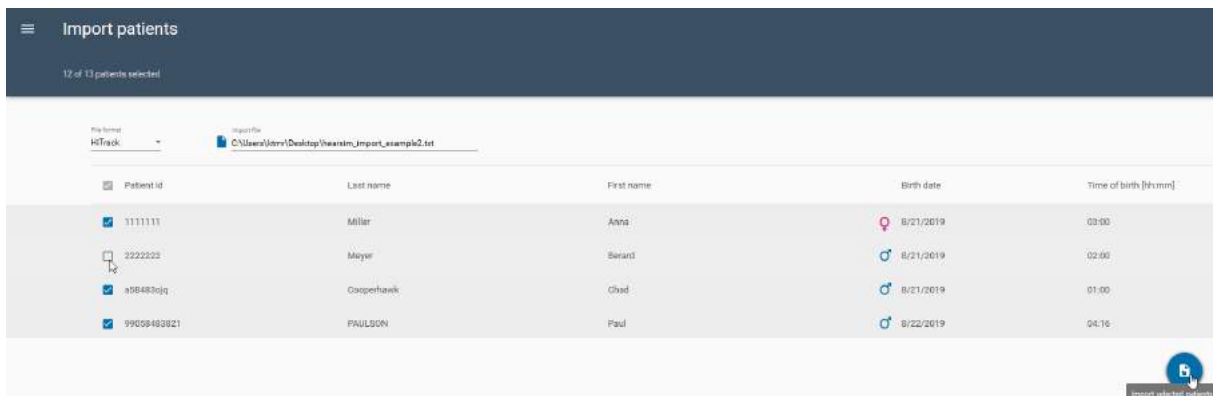 Import patients
12 of 13 patients selected
File format
Import file
HiTrack
C:\Users\ktrrv\Desktop\hearsim_import_example2.txt
Patient id Last name First name Birth date Time of birth [hh:mm]
1111111 Miller Anna 8/21/2019 03:00
2222222 Meyer Berard 8/21/2019 02:00
a58483ojq Cooperhawk Chad 8/21/2019 01:00
99058483821 PAULSON Paul 8/22/2019 04:16
Import selected patients